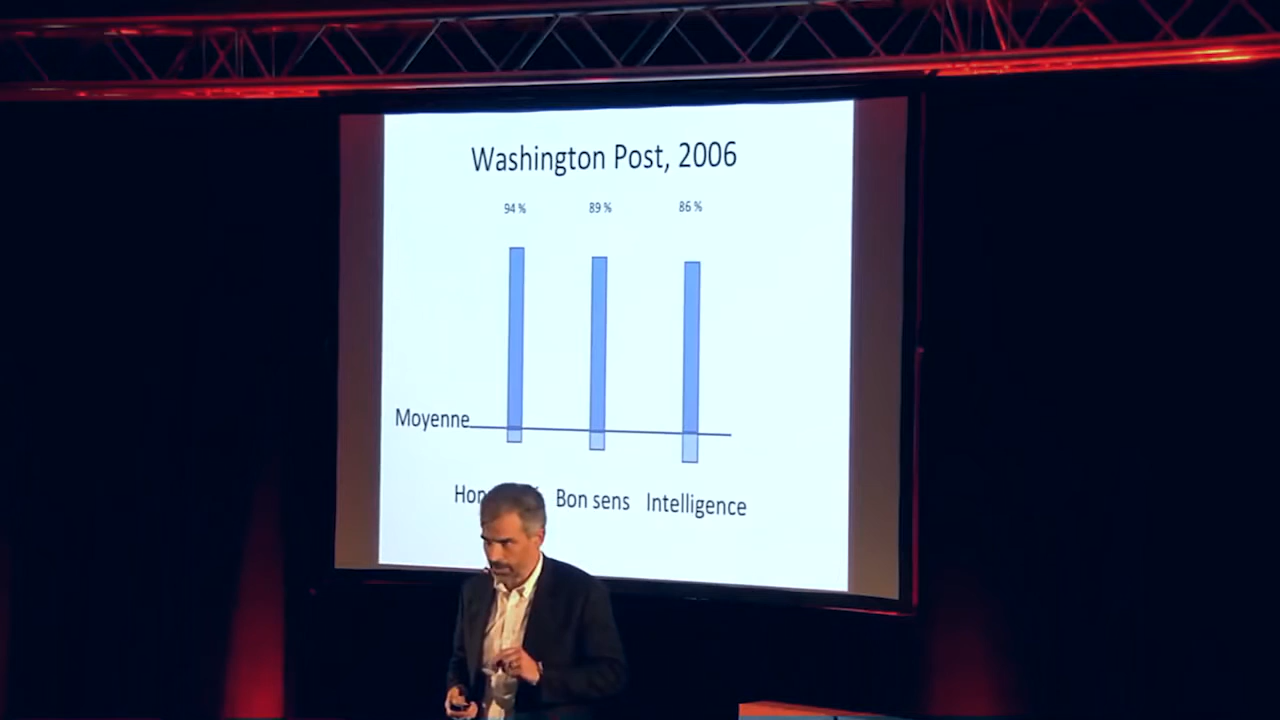 Washington Post, 2006
94 % 89 % 86 %
Moyenne
Bon sens Intelligence